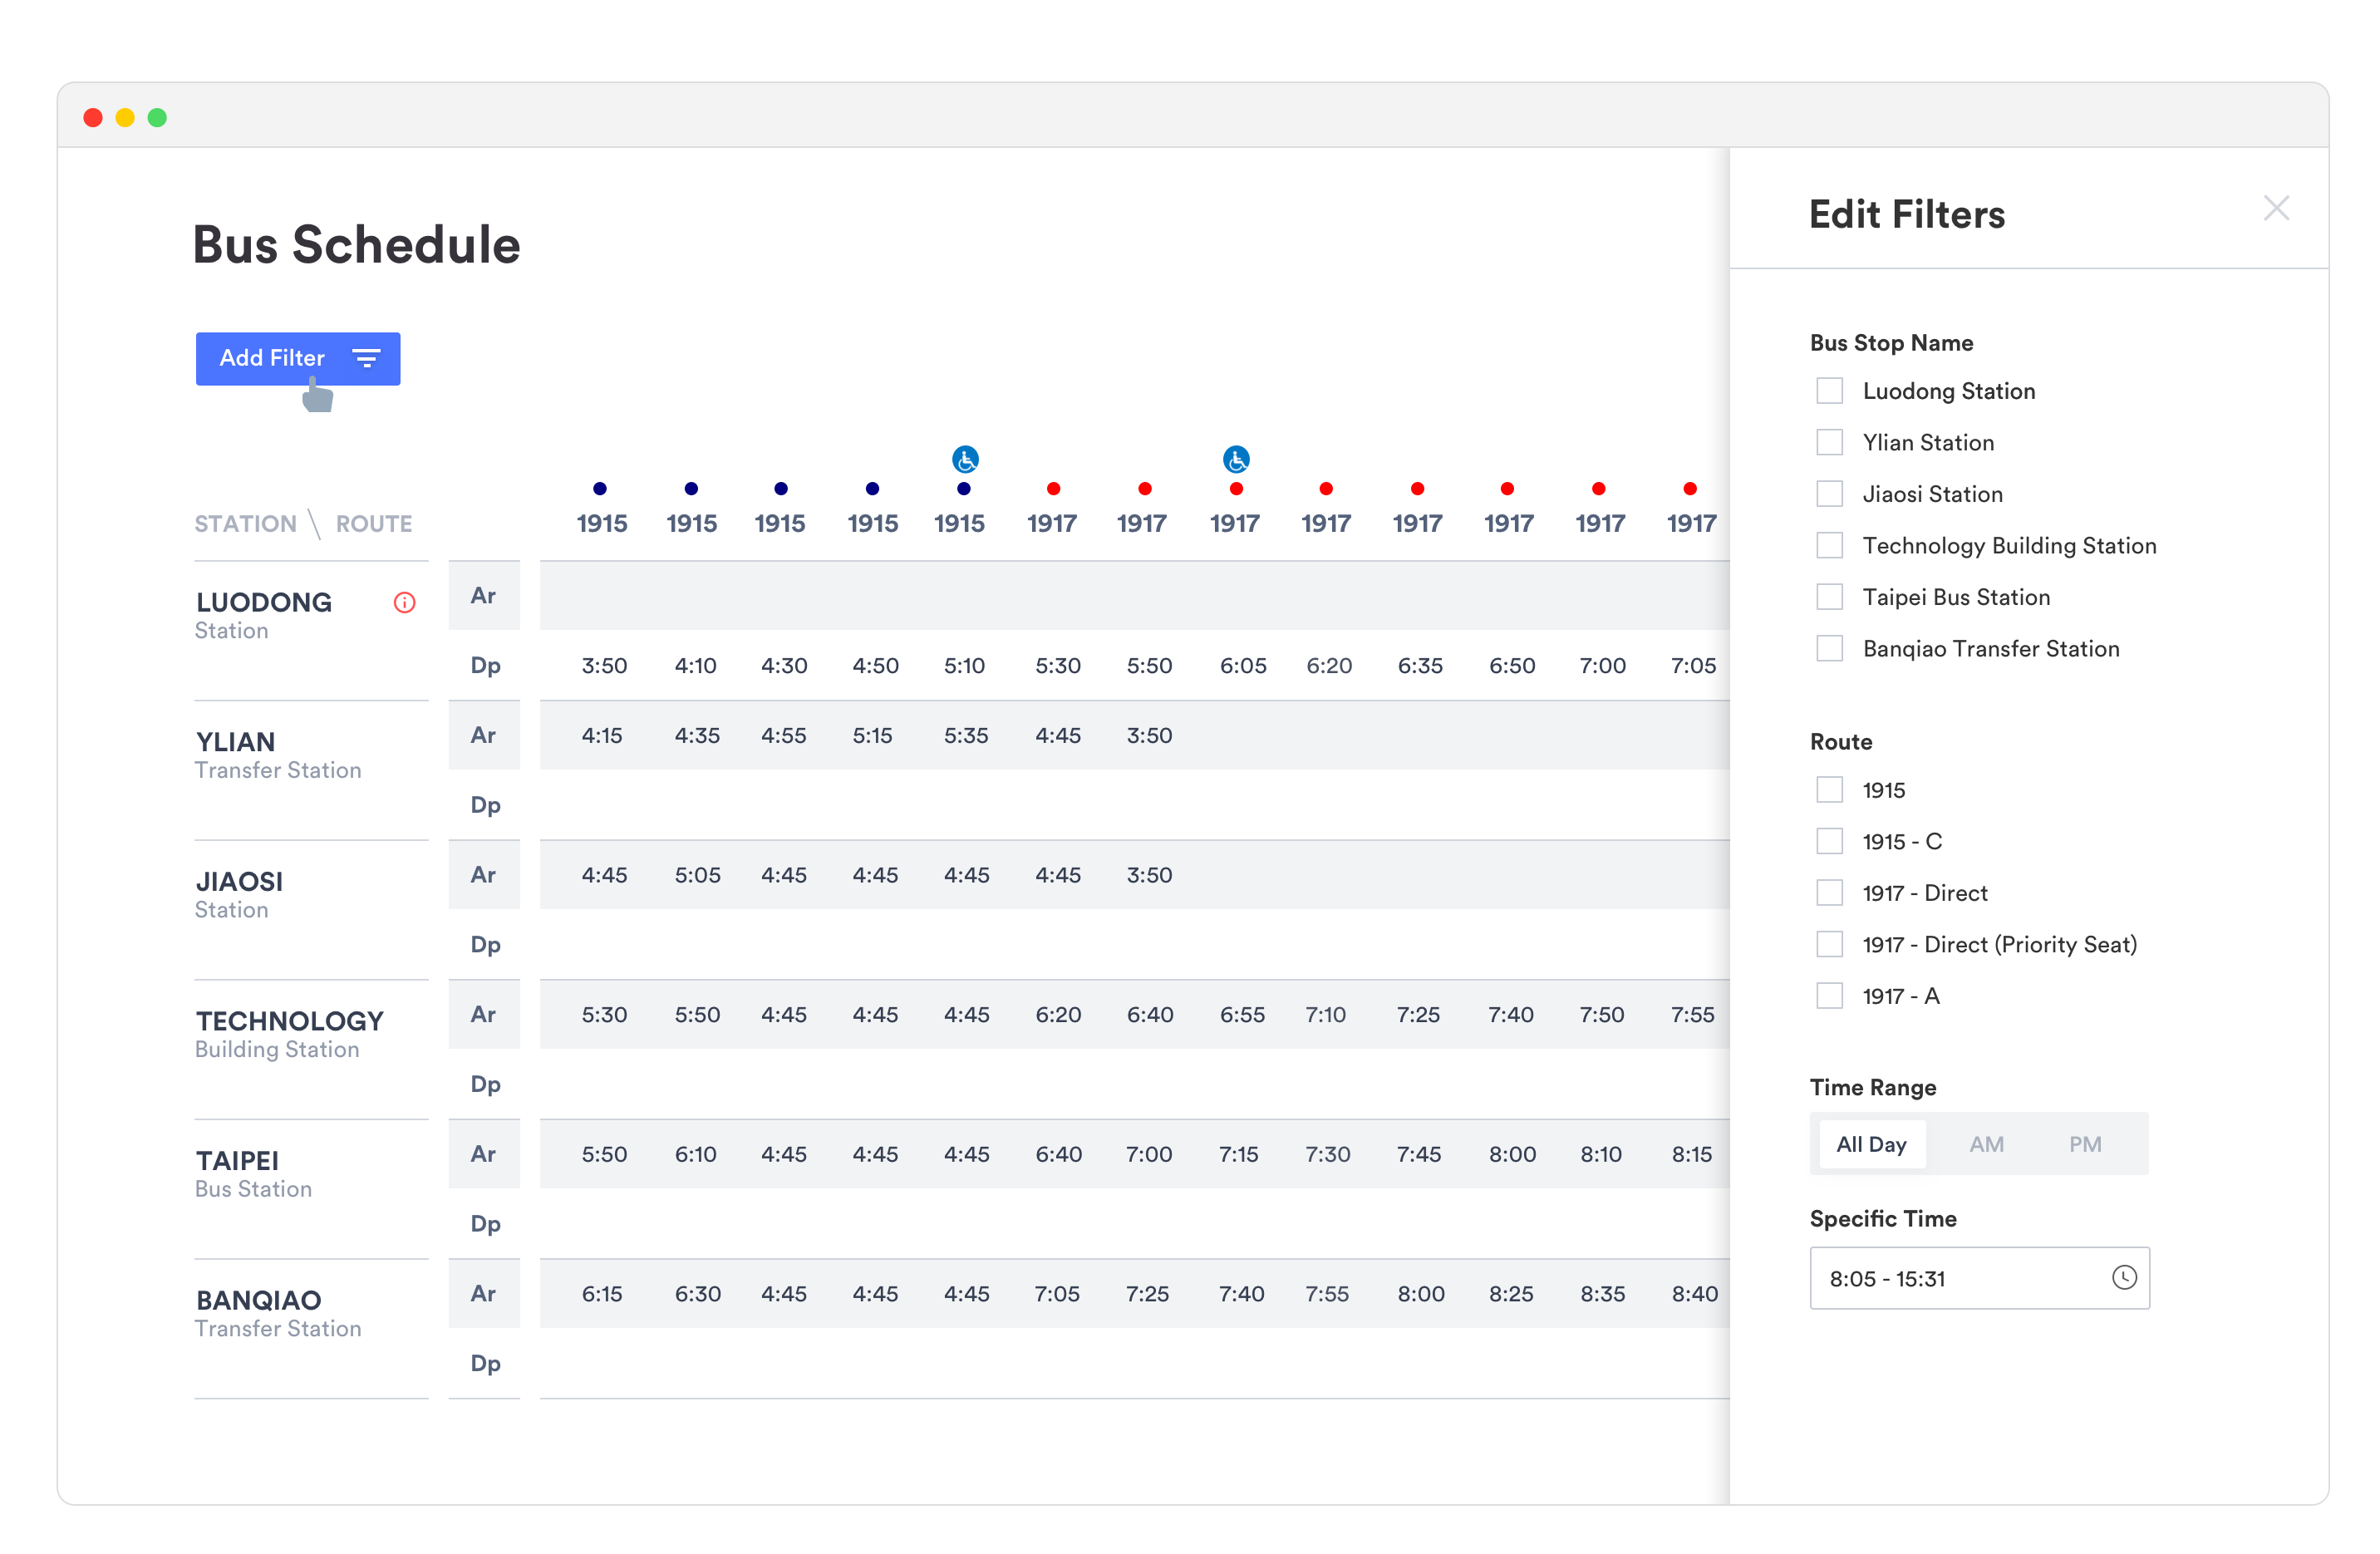 Bus Schedule
Add Filter
STATION \ ROUTE 1915 1915 1915 1915 1915 1917 1917 1917 1917 1917 1917 1917 1917
LUODONG
Station
Ar
Dp 3:50 4:10 4:30 4:50 5:10 5:30 5:50 6:05 6:20 6:35 6:50 7:00 7:05
YLIAN
Transfer Station
Ar 4:15 4:35 4:55 5:15 5:35 4:45 3:50
Dp
JIAOSI
Station
Ar 4:45 5:05 4:45 4:45 4:45 4:45 3:50
Dp
TECHNOLOGY
Building Station
Ar 5:30 5:50 4:45 4:45 4:45 6:20 6:40 6:55 7:10 7:25 7:40 7:50 7:55
Dp
TAIPEI
Bus Station
Ar 5:50 6:10 4:45 4:45 4:45 6:40 7:00 7:15 7:30 7:45 8:00 8:10 8:15
Dp
BANQIAO
Transfer Station
Ar 6:15 6:30 4:45 4:45 4:45 7:05 7:25 7:40 7:55 8:00 8:25 8:35 8:40
Dp
Edit Filters
Bus Stop Name
Luodong Station
Ylian Station
Jiaosi Station
Technology Building Station
Taipei Bus Station
Banqiao Transfer Station
Route
1915
1915 - C
1917 - Direct
1917 - Direct (Priority Seat)
1917 - A
Time Range
All Day AM PM
Specific Time
8:05 - 15:31